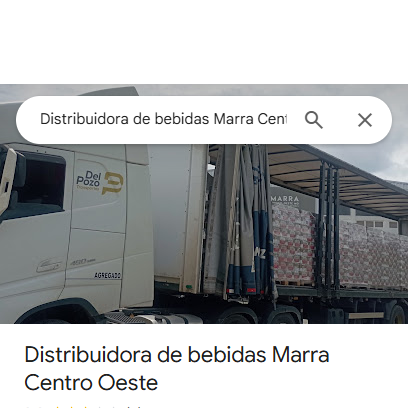 Distribuidora de bebidas Marra Cent
Del
Pozo
MARRA
AGREGADO
Distribuidora de bebidas Marra
Centro Oeste